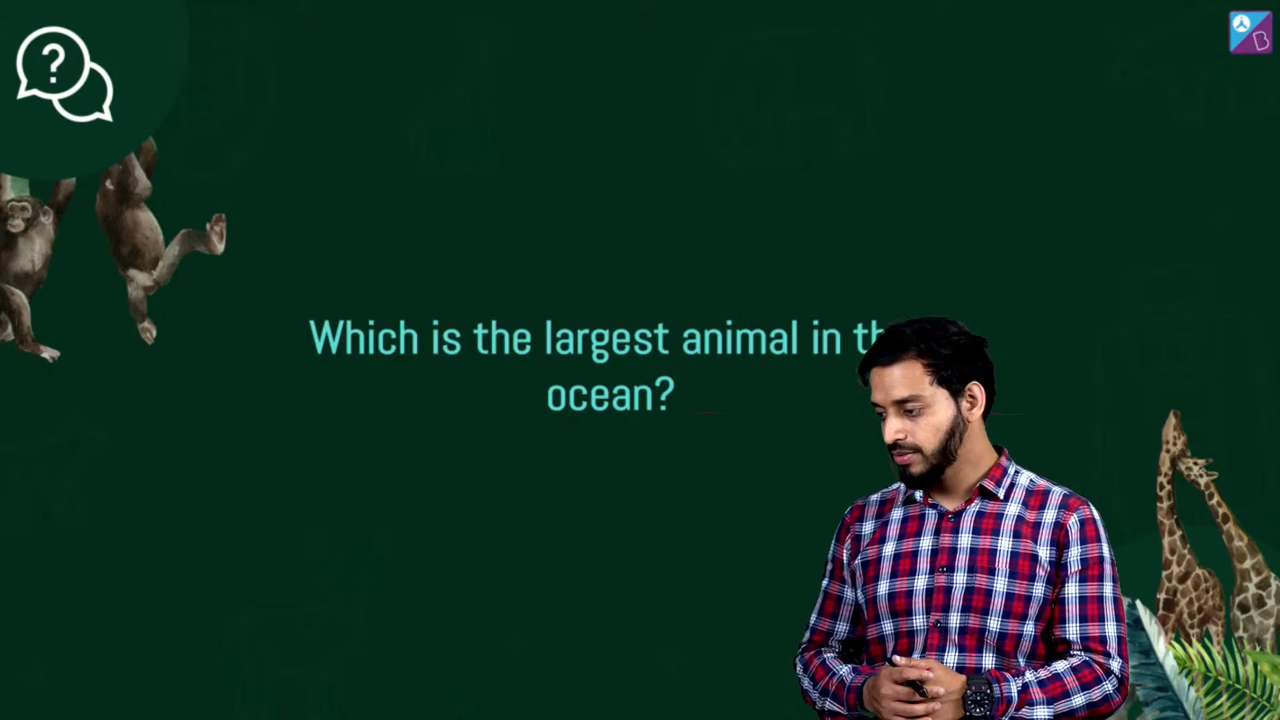 Which is the largest animal in
ocean?